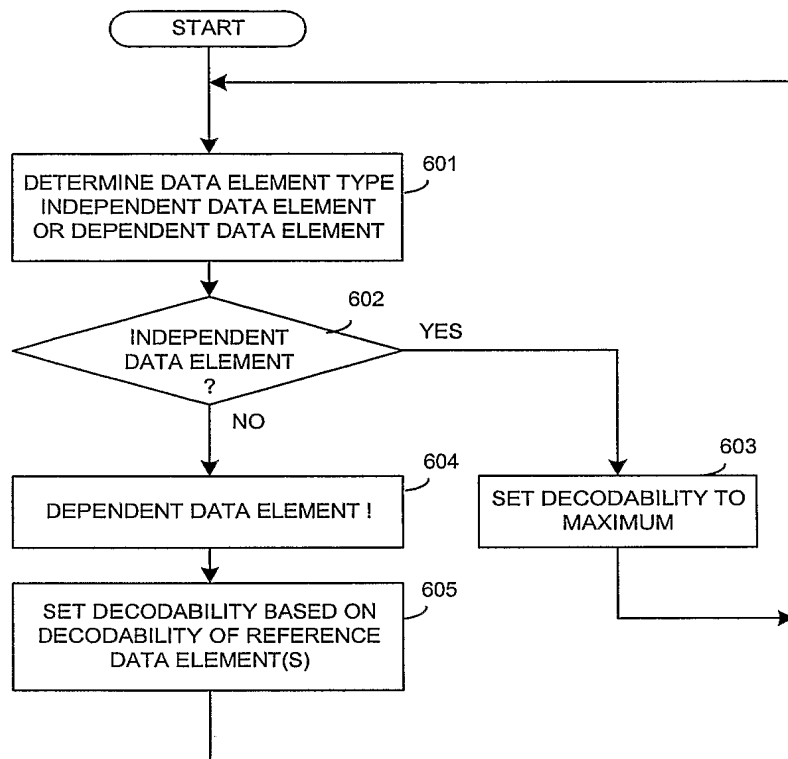 START
DETERMINE DATA ELEMENT TYPE
INDEPENDENT DATA ELEMENT
OR DEPENDENT DATA ELEMENT
601
602
INDEPENDENT
DATA ELEMENT
?
YES
NO
603
SET DECODABILITY TO
MAXIMUM
604
DEPENDENT DATA ELEMENT !
605
SET DECODABILITY BASED ON
DECODABILITY OF REFERENCE
DATA ELEMENT(S)